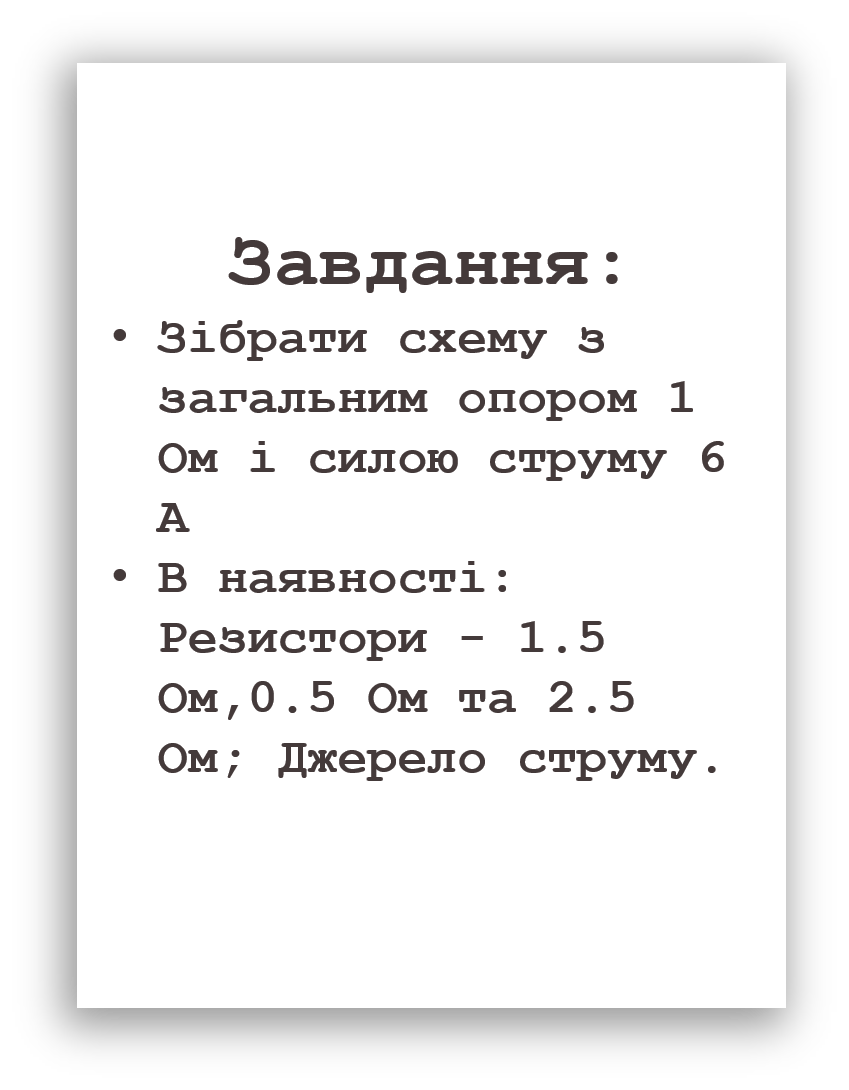 Завдання:
• Зібрати схему з
загальним опором 1
Ом і силою струму 6
А
• В наявності:
Резистори – 1.5
Ом,0.5 Ом та 2.5
Ом; Джерело струму.